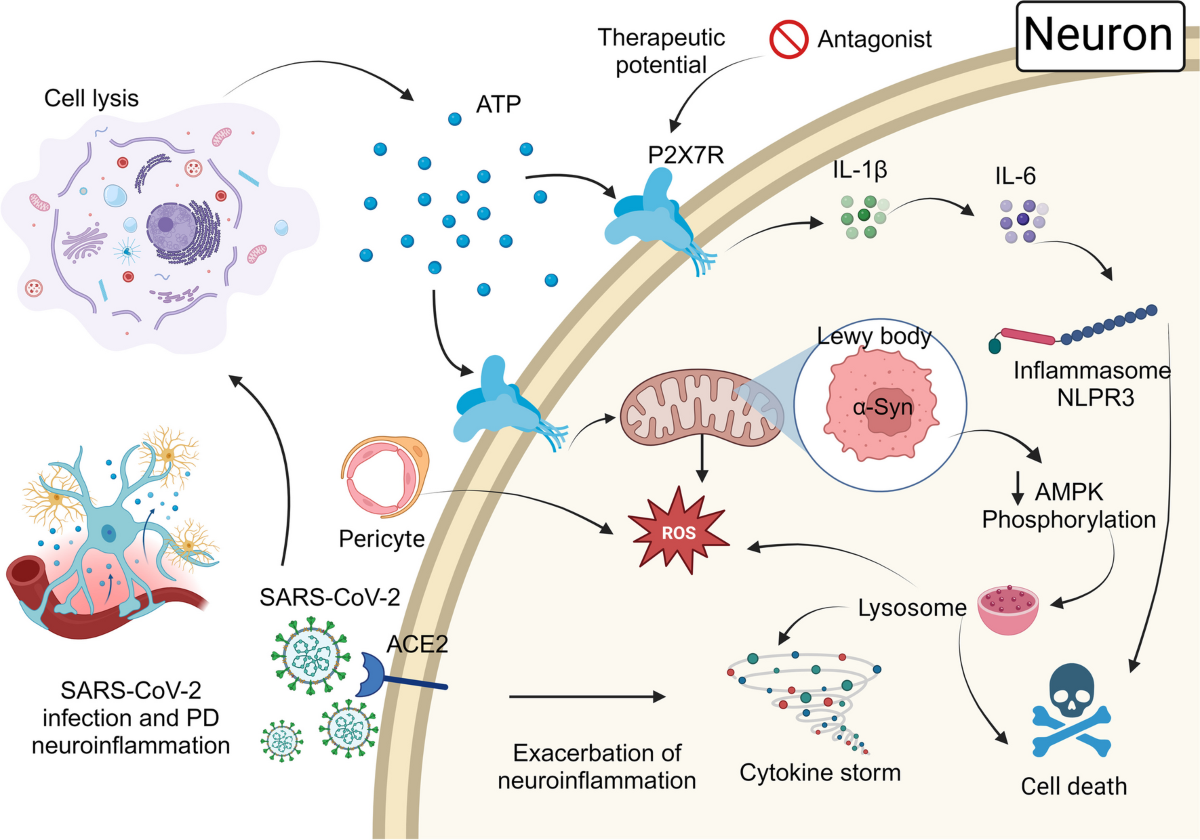 Neuron
Therapeutic
potential
Antagonist
Cell lysis
ATP
P2X7R
IL-1β
IL-6
Lewy body
α-Syn
Inflammasome
NLPR3
AMPK
Phosphorylation
Pericyte
ROS
SARS-CoV-2
ACE2
Lysosome
SARS-CoV-2
infection and PD
neuroinflammation
Exacerbation of
neuroinflammation
Cytokine storm
Cell death